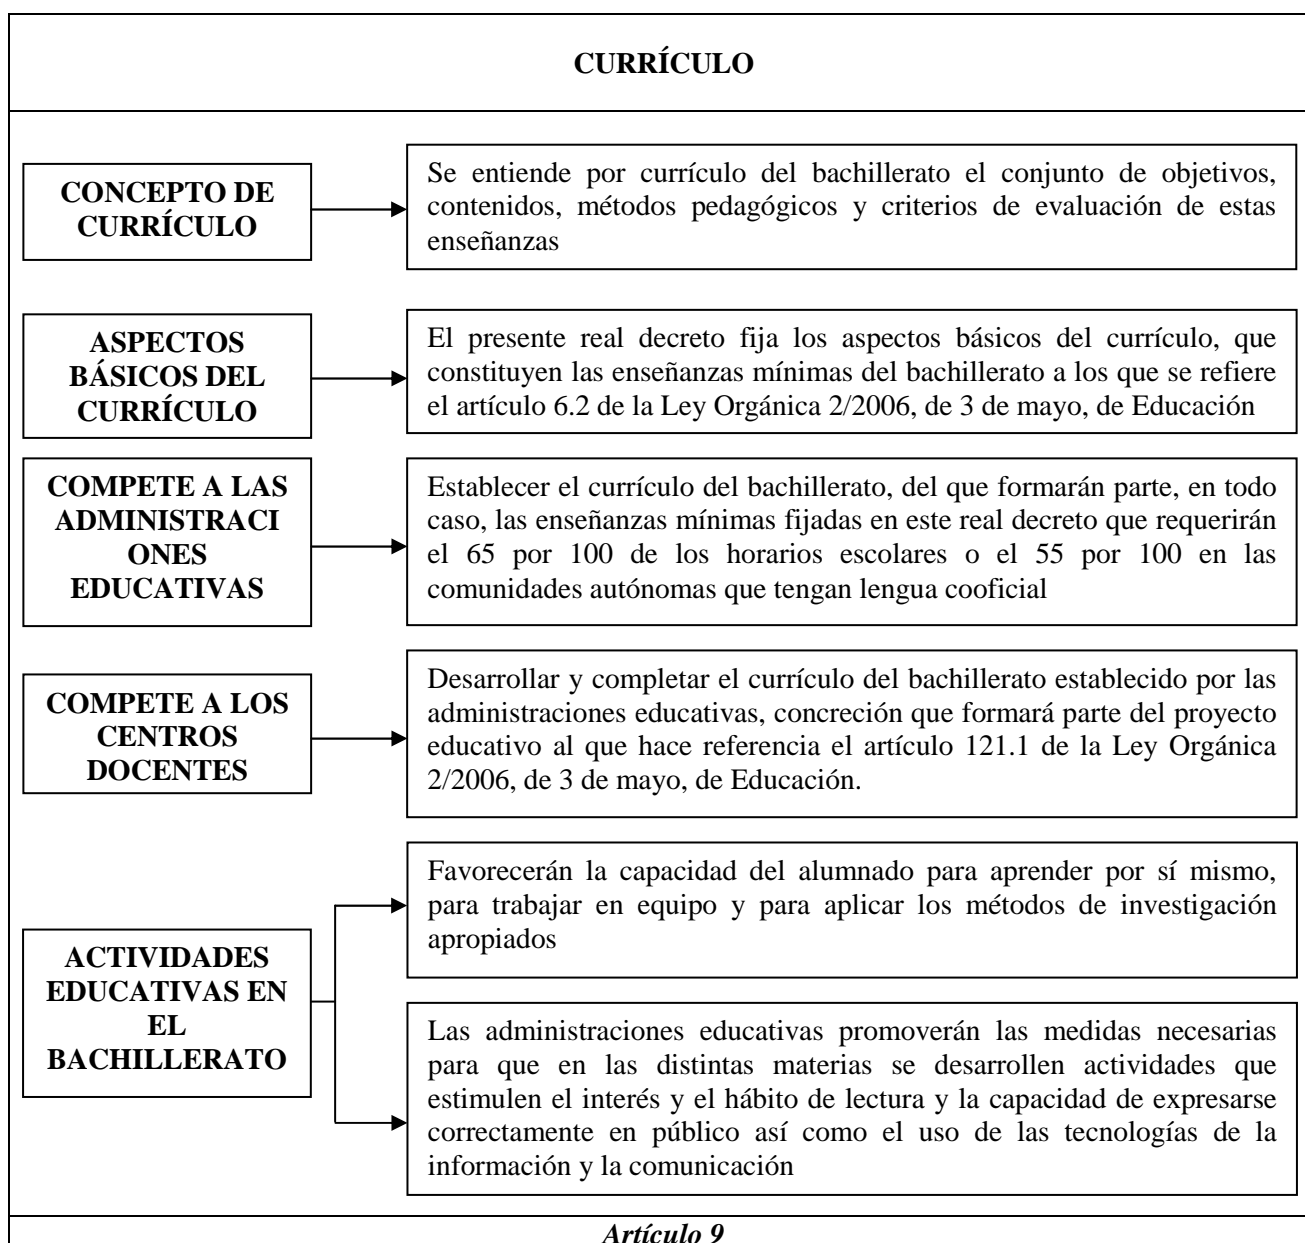 CURRÍCULO
CONCEPTO DE
CURRÍCULO
Se entiende por currículo del bachillerato el conjunto de objetivos,
contenidos, métodos pedagógicos y criterios de evaluación de estas
enseñanzas
ASPECTOS
BÁSICOS DEL
CURRÍCULO
El presente real decreto fija los aspectos básicos del currículo, que
constituyen las enseñanzas mínimas del bachillerato a los que se refiere
el artículo 6.2 de la Ley Orgánica 2/2006, de 3 de mayo, de Educación
COMPETE A LAS
ADMINISTRACI
ONES
EDUCATIVAS
Establecer el currículo del bachillerato, del que formarán parte, en todo
caso, las enseñanzas mínimas fijadas en este real decreto que requerirán
el 65 por 100 de los horarios escolares o el 55 por 100 en las
comunidades autónomas que tengan lengua cooficial
COMPETE A LOS
CENTROS
DOCENTES
Desarrollar y completar el currículo del bachillerato establecido por las
administraciones educativas, concreción que formará parte del proyecto
educativo al que hace referencia el artículo 121.1 de la Ley Orgánica
2/2006, de 3 de mayo, de Educación.
ACTIVIDADES
EDUCATIVAS EN
EL
BACHILLERATO
Favorecerán la capacidad del alumnado para aprender por sí mismo,
para trabajar en equipo y para aplicar los métodos de investigación
apropiados
Las administraciones educativas promoverán las medidas necesarias
para que en las distintas materias se desarrollen actividades que
estimulen el interés y el hábito de lectura y la capacidad de expresarse
correctamente en público así como el uso de las tecnologías de la
información y la comunicación
Artículo 9